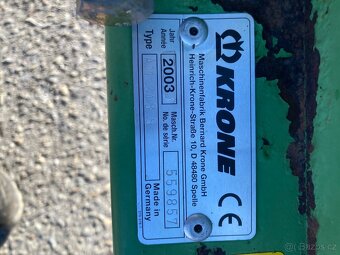 KRONE
Maschinenfabrik Bernard Krone GmbH
Heinrich-Krone-Straße 10, D 48480 Spelle
CE
Jahr
Année
2003
Masch.Nr.
No. de série
559857
Type
Made in
Germany